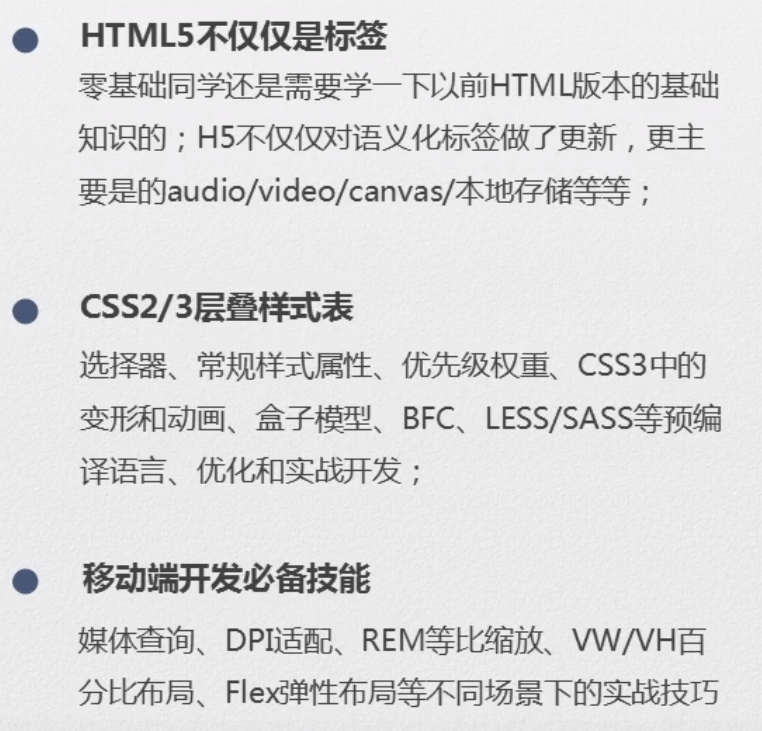 HTML5不仅仅是标签
零基础同学还是需要学一下以前HTML版本的基础
知识的；H5不仅仅对语义化标签做了更新，更主
要是的audio/video/canvas/本地存储等等；
CSS2/3层叠样式表
选择器、常规样式属性、优先级权重、CSS3中的
变形和动画、盒子模型、BFC、LESS/SASS等预编
译语言、优化和实战开发；
移动端开发必备技能
媒体查询、DPI适配、REM等比缩放、VW/VH百
分比布局、Flex弹性布局等不同场景下的实战技巧